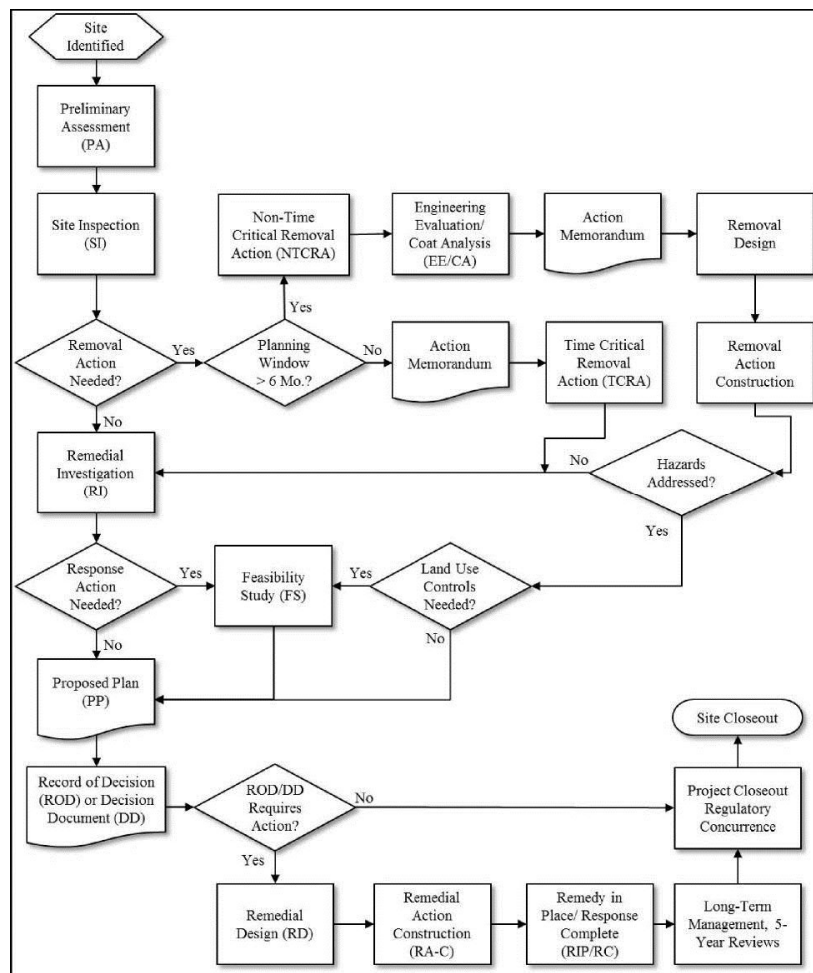 Site
Identified
Preliminary
Assessment
(PA)
Site Inspection
(SI)
Non-Time
Critical Removal
Action (NTCRA)
Engineering
Evaluation/
Coat Analysis
(EE/CA)
Action
Memorandum
Removal
Design
Yes
Removal
Action
Needed?
Yes
Planning
Window
> 6 Mo.?
No
Action
Memorandum
Time Critical
Removal
Action (TCRA)
Removal
Action
Construction
No
Remedial
Investigation
(RI)
No
Hazards
Addressed?
Yes
Response
Action
Needed?
Yes
Feasibility
Study (FS)
Yes
Land Use
Controls
Needed?
No
No
Proposed Plan
(PP)
Site Closeout
Record of Decision
(ROD) or Decision
Document (DD)
ROD/DD
Requires
Action?
No
Project Closeout
Regulatory
Concurrence
Yes
Remedial
Design (RD)
Remedial
Action
Construction
(RA-C)
Remedy in
Place/ Response
Complete
(RIP/RC)
Long-Term
Management, 5-
Year Reviews